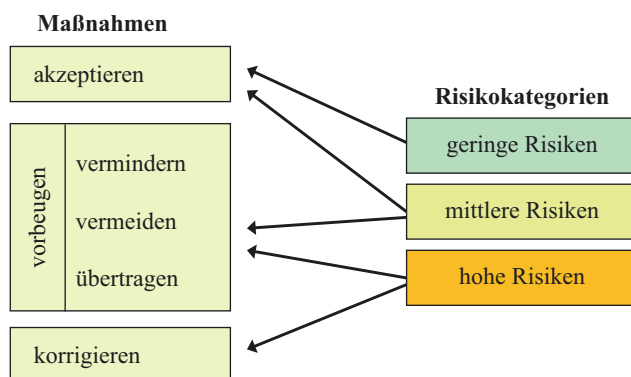 Maßnahmen
akzeptieren
vorbeugen
vermindern
vermeiden
übertragen
korrigieren
Risikokategorien
geringe Risiken
mittlere Risiken
hohe Risiken